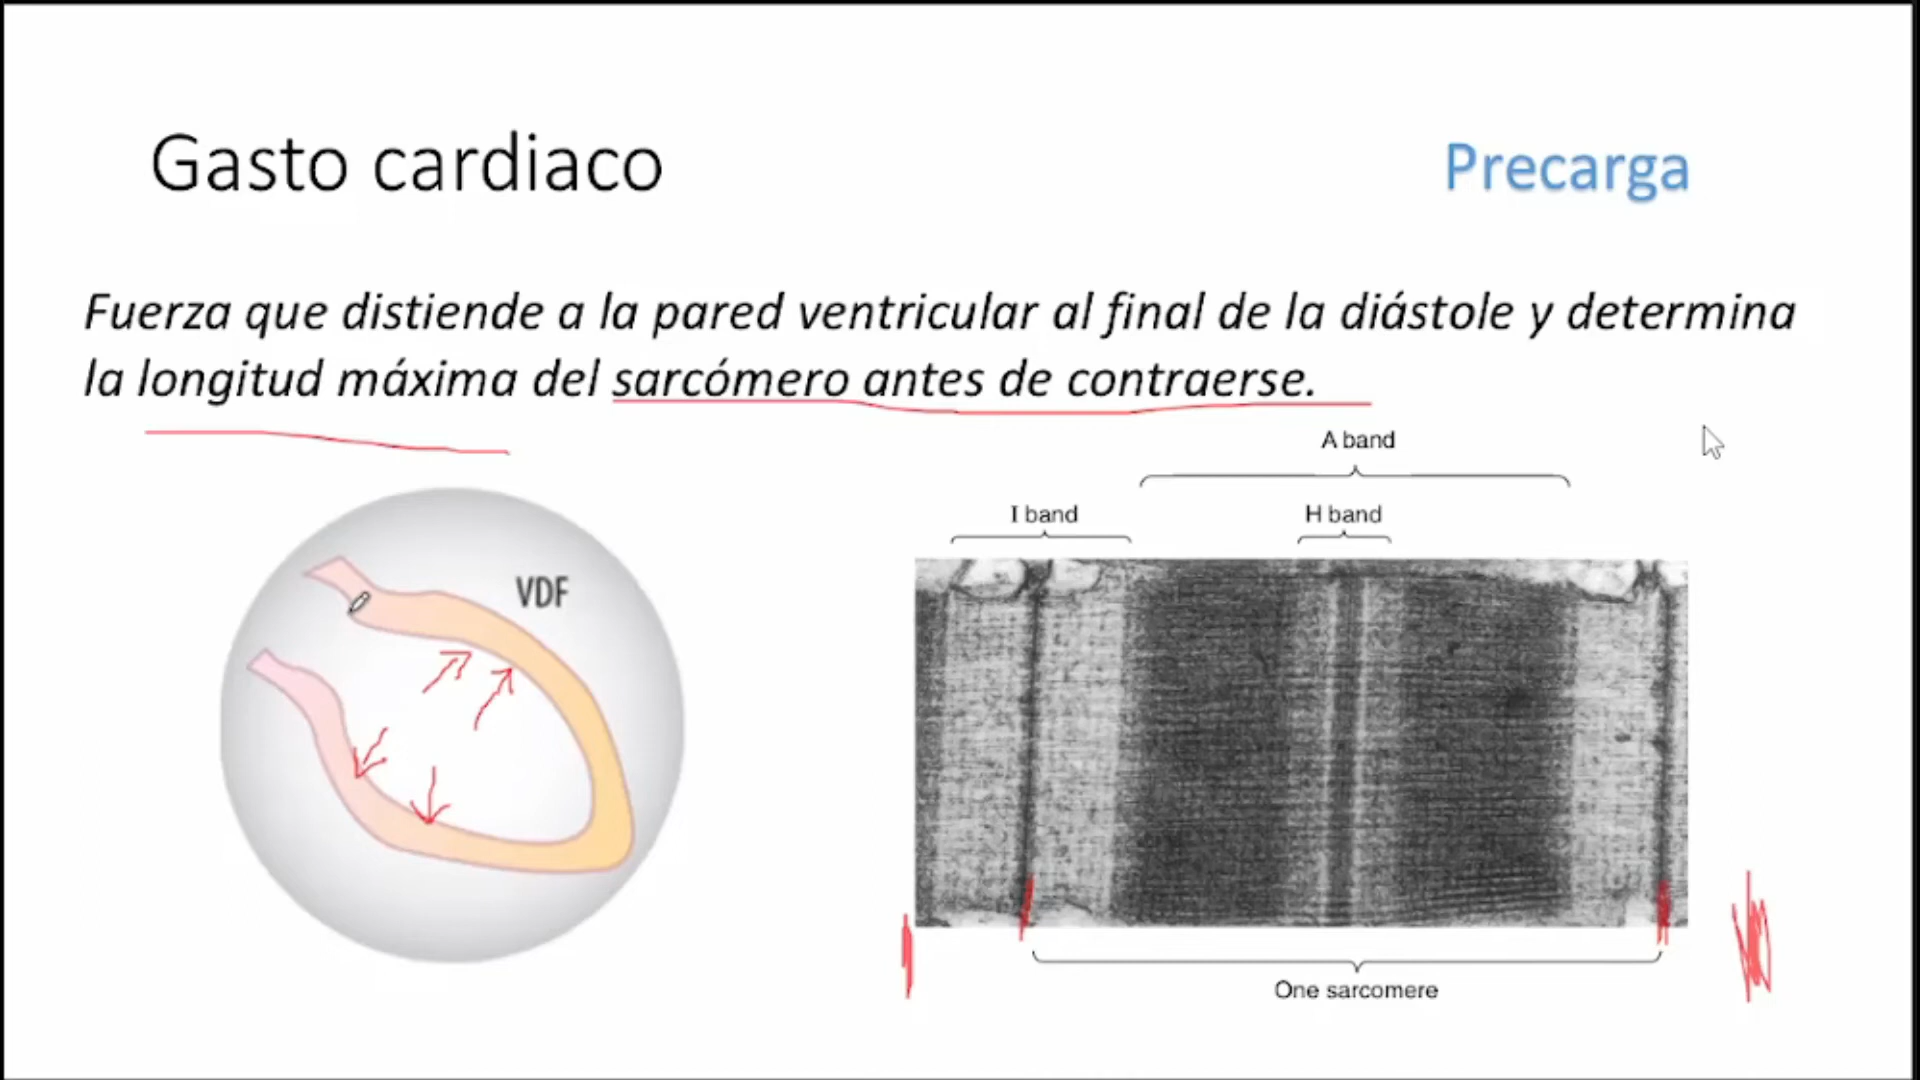 Gasto cardiaco
Precarga
Fuerza que distiende a la pared ventricular al final de la diástole y determina
la longitud máxima del sarcómero antes de contraerse.
A band
I band
H band
VDF
One sarcomere